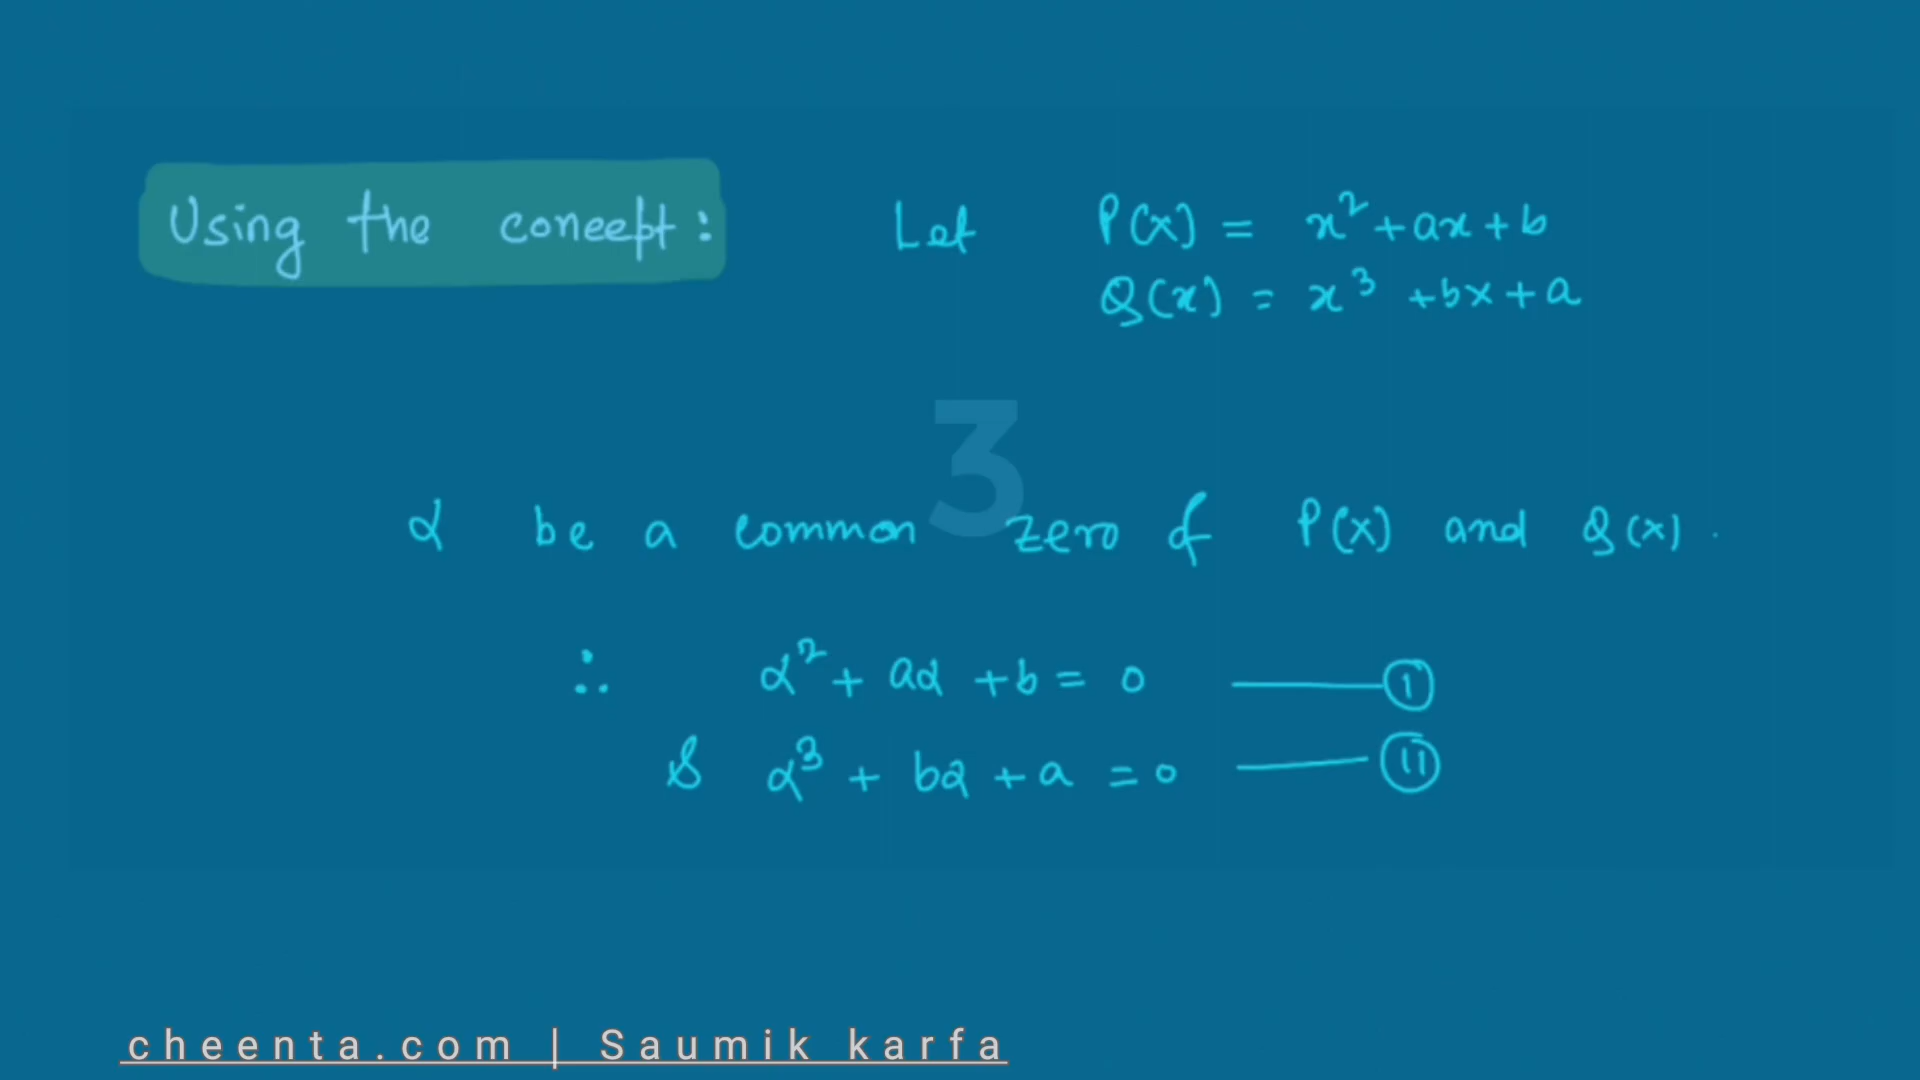 Using the concept:
Let P(x) = x² + ax + b
Q(x) = x³ + bx + a
3
α be a common zero of P(x) and Q(x).
∴ α² + aα + b = 0 —— ①
& α³ + bα + a = 0 —— ⑪
cheenta.com | Saumik karfa